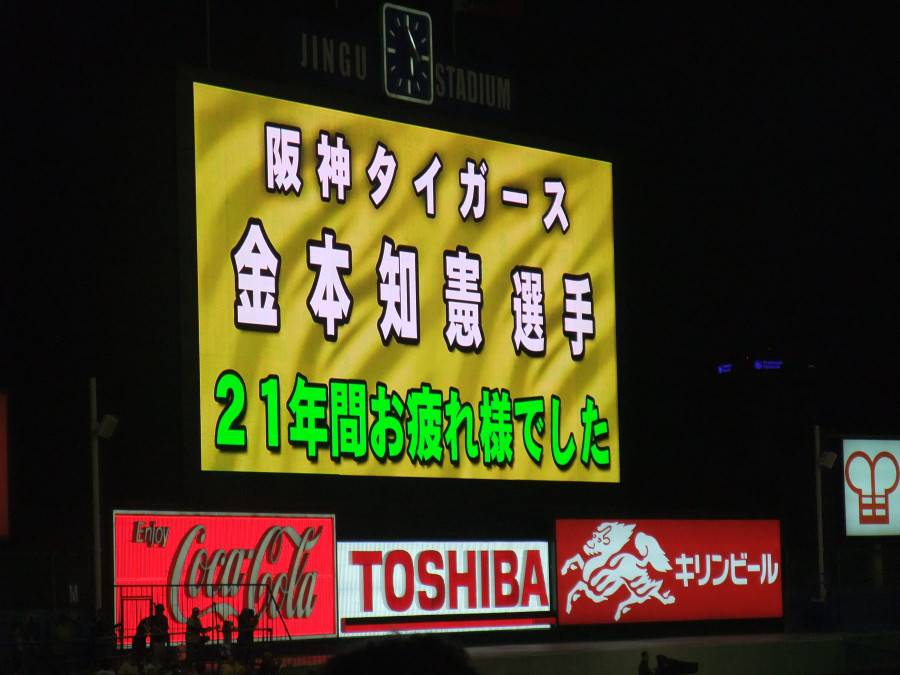 JINGU STADIUM
阪神タイガース
金本知憲選手
21年間お疲れ様でした
Enjoy
Coca-Cola
TOSHIBA
キリンビール